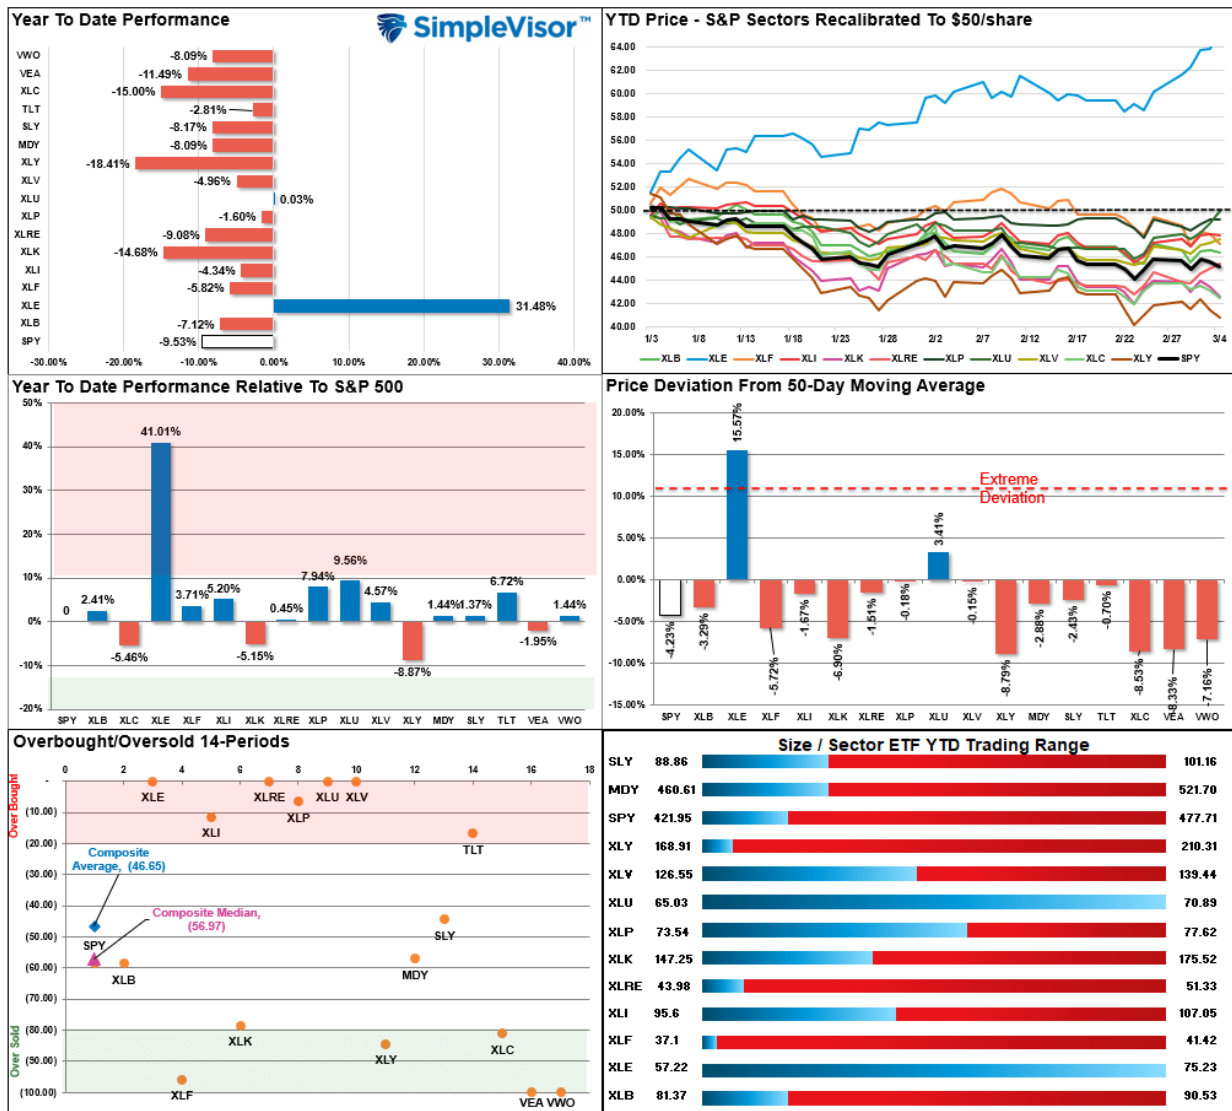 Year To Date Performance
SimpleVisor™
VWO -8.09%
VEA -11.49%
XLC -15.00%
TLT -2.81%
SLY -8.17%
MDY -8.09%
XLY -18.41%
XLV -4.96%
XLU 0.03%
XLP -1.60%
XLRE -9.08%
XLK -14.68%
XLI -4.34%
XLF -5.82%
XLE 31.48%
XLB -7.12%
SPY -9.53%
-30.00% -20.00% -10.00% 0.00% 10.00% 20.00% 30.00% 40.00%
YTD Price - S&P Sectors Recalibrated To $50/share
64.00
62.00
60.00
58.00
56.00
54.00
52.00
50.00
48.00
46.00
44.00
42.00
40.00
1/3 1/8 1/13 1/18 1/23 1/28 2/2 2/7 2/12 2/17 2/22 2/27 3/4
XLB XLE XLF XLI XLK XLRE XLP XLU XLV XLC XLY SPY
Year To Date Performance Relative To S&P 500
50%
40%
30%
20%
10%
0%
-10%
-20%
0 2.41% -5.46% 41.01% 3.71% 5.20% -5.15% 0.45% 7.94% 9.56% 4.57% -8.87% 1.44% 1.37% 6.72% -1.95% 1.44%
SPY XLB XLC XLE XLF XLI XLK XLRE XLP XLU XLV XLY MDY SLY TLT VEA VWO
Price Deviation From 50-Day Moving Average
20.00%
15.00%
10.00%
5.00%
0.00%
-5.00%
-10.00%
-15.00%
Extreme
Deviation
-4.23% -3.29% 15.57% -5.72% -1.67% -6.90% -1.51% -0.18% 3.41% -0.15% -8.79% -2.88% -2.43% -0.70% -8.53% -8.33% -7.16%
SPY XLB XLE XLF XLI XLK XLRE XLP XLU XLV XLY MDY SLY TLT XLC VEA VWO
Overbought/Oversold 14-Periods
0 2 4 6 8 10 12 14 16 18
-
(10.00)
(20.00)
(30.00)
(40.00)
(50.00)
(60.00)
(70.00)
(80.00)
(90.00)
(100.00)
Over Bought
Over Sold
XLE XLRE XLU XLV
XLP
XLI
TLT
Composite
Average, (46.65)
Composite Median,
(56.97)
SPY
SLY
XLB
MDY
XLK
XLY
XLC
XLF
VEA VWO
Size / Sector ETF YTD Trading Range
SLY 88.86 101.16
MDY 460.61 521.70
SPY 421.95 477.71
XLY 168.91 210.31
XLV 126.55 139.44
XLU 65.03 70.89
XLP 73.54 77.62
XLK 147.25 175.52
XLRE 43.98 51.33
XLI 95.6 107.05
XLF 37.1 41.42
XLE 57.22 75.23
XLB 81.37 90.53